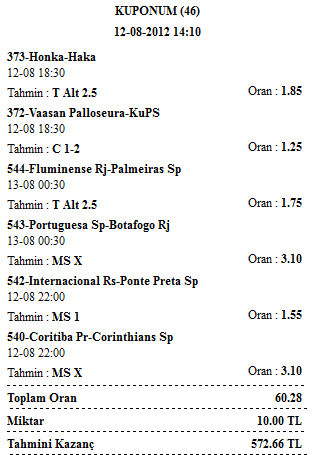 KUPONUM (46)
12-08-2012 14:10
373-Honka-Haka
12-08 18:30
Tahmin : T Alt 2.5 Oran : 1.85
372-Vaasan Palloseura-KuPS
12-08 18:30
Tahmin : C 1-2 Oran : 1.25
544-Fluminense Rj-Palmeiras Sp
13-08 00:30
Tahmin : T Alt 2.5 Oran : 1.75
543-Portuguesa Sp-Botafogo Rj
13-08 00:30
Tahmin : MS X Oran : 3.10
542-Internacional Rs-Ponte Preta Sp
12-08 22:00
Tahmin : MS 1 Oran : 1.55
540-Coritiba Pr-Corinthians Sp
12-08 22:00
Tahmin : MS X Oran : 3.10
Toplam Oran 60.28
Miktar 10.00 TL
Tahmini Kazanç 572.66 TL